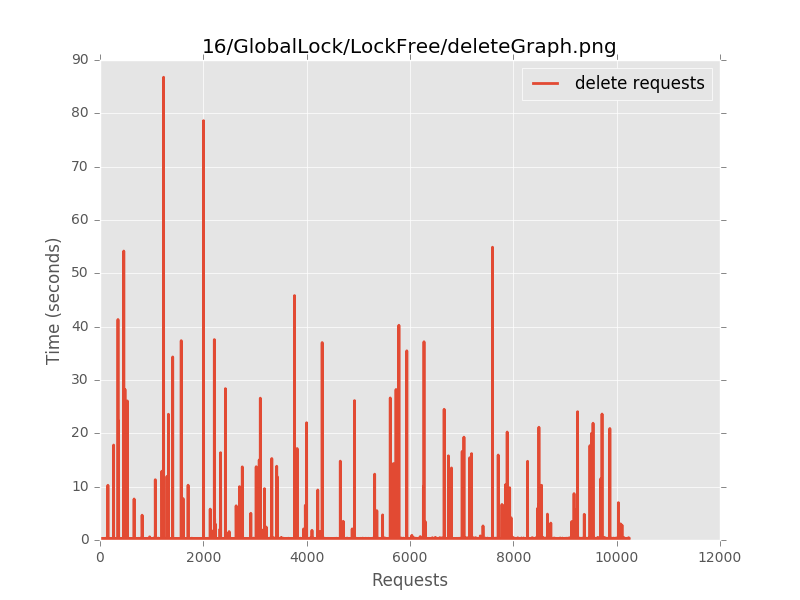 16/GlobalLock/LockFree/deleteGraph.png
delete requests
90
80
70
60
50
40
30
20
10
0
Time (seconds)
0 2000 4000 6000 8000 10000 12000
Requests